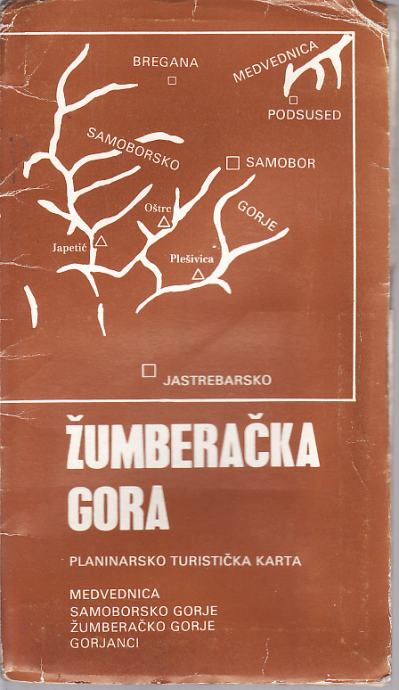 BREGANA
MEDVEDNICA
PODSUSED
SAMOBORSKO
SAMOBOR
Oštrc
GORJE
Japetić
Plešivica
JASTREBARSKO
ŽUMBERAČKA
GORA
PLANINARSKO TURISTIČKA KARTA
MEDVEDNICA
SAMOBORSKO GORJE
ŽUMBERAČKO GORJE
GORJANCI